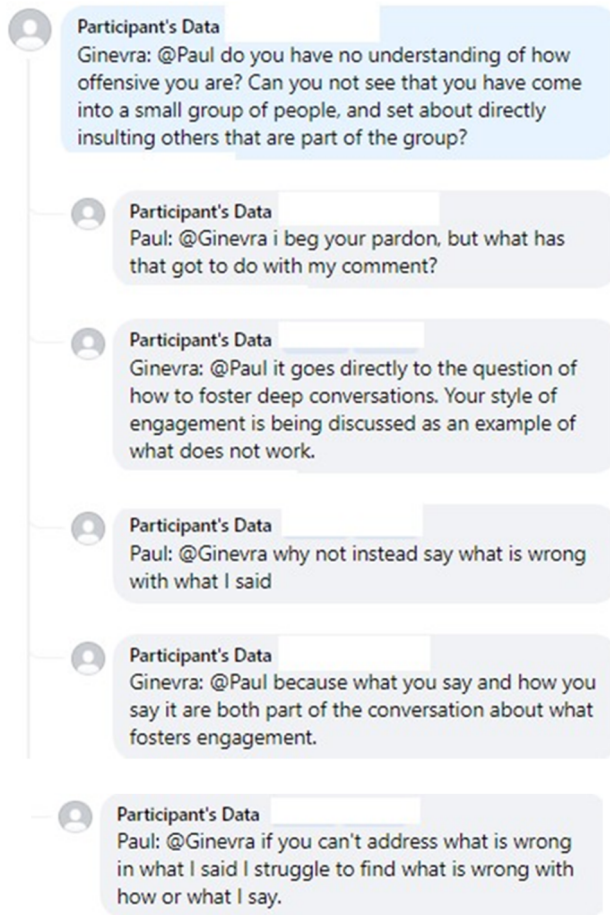 Participant's Data
Ginevra: @Paul do you have no understanding of how
offensive you are? Can you not see that you have come
into a small group of people, and set about directly
insulting others that are part of the group?
Participant's Data
Paul: @Ginevra i beg your pardon, but what has
that got to do with my comment?
Participant's Data
Ginevra: @Paul it goes directly to the question of
how to foster deep conversations. Your style of
engagement is being discussed as an example of
what does not work.
Participant's Data
Paul: @Ginevra why not instead say what is wrong
with what I said
Participant's Data
Ginevra: @Paul because what you say and how you
say it are both part of the conversation about what
fosters engagement.
Participant's Data
Paul: @Ginevra if you can't address what is wrong
in what I said I struggle to find what is wrong with
how or what I say.